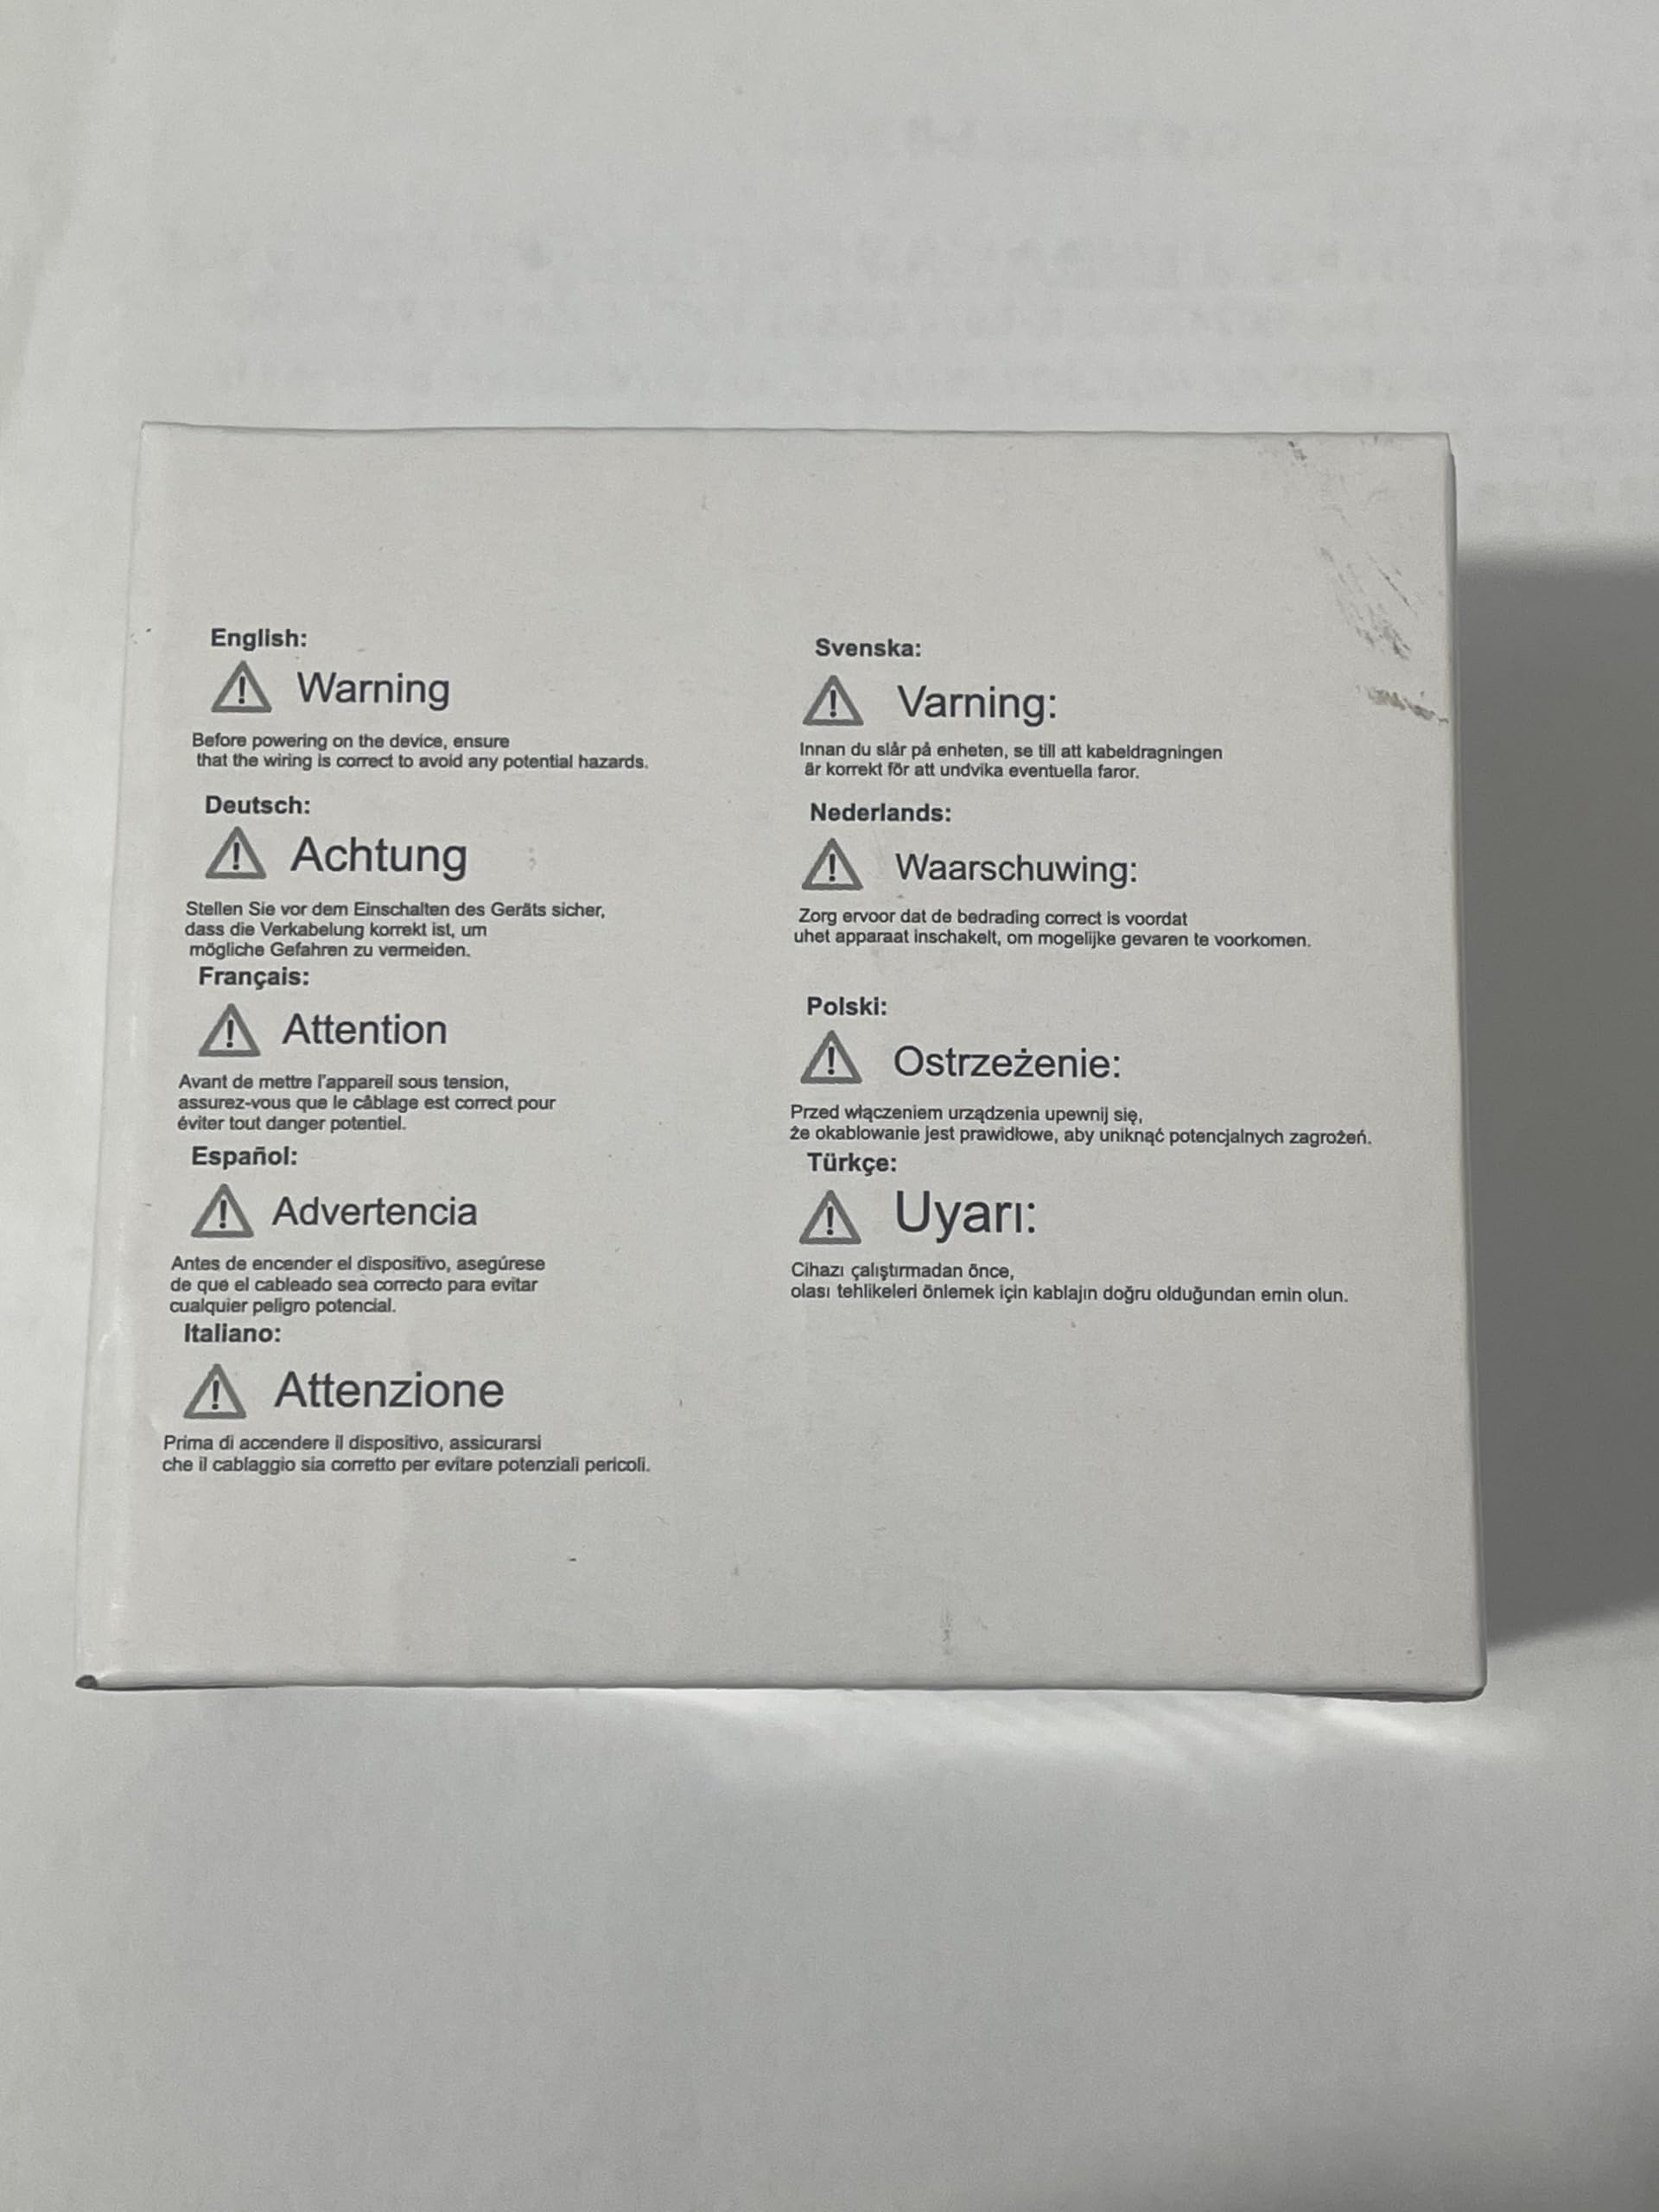 English:
Warning
Before powering on the device, ensure
that the wiring is correct to avoid any potential hazards.
Deutsch:
Achtung
Stellen Sie vor dem Einschalten des Geräts sicher,
dass die Verkabelung korrekt ist, um
mögliche Gefahren zu vermeiden.
Français:
Attention
Avant de mettre l'appareil sous tension,
assurez-vous que le câblage est correct pour
éviter tout danger potentiel.
Español:
Advertencia
Antes de encender el dispositivo, asegúrese
de que el cableado sea correcto para evitar
cualquier peligro potencial.
Italiano:
Attenzione
Prima di accendere il dispositivo, assicurarsi
che il cablaggio sia corretto per evitare potenziali pericoli.
Svenska:
Varning:
Innan du slår på enheten, se till att kabeldragningen
är korrekt för att undvika eventuella faror.
Nederlands:
Waarschuwing:
Zorg ervoor dat de bedrading correct is voordat
uhet apparaat inschakelt, om mogelijke gevaren te voorkomen.
Polski:
Ostrzeżenie:
Przed włączeniem urządzenia upewnij się,
że okablowanie jest prawidłowe, aby uniknąć potencjalnych zagrożeń.
Türkçe:
Uyarı:
Cihazı çalıştırmadan önce,
olası tehlikeleri önlemek için kablajın doğru olduğundan emin olun.